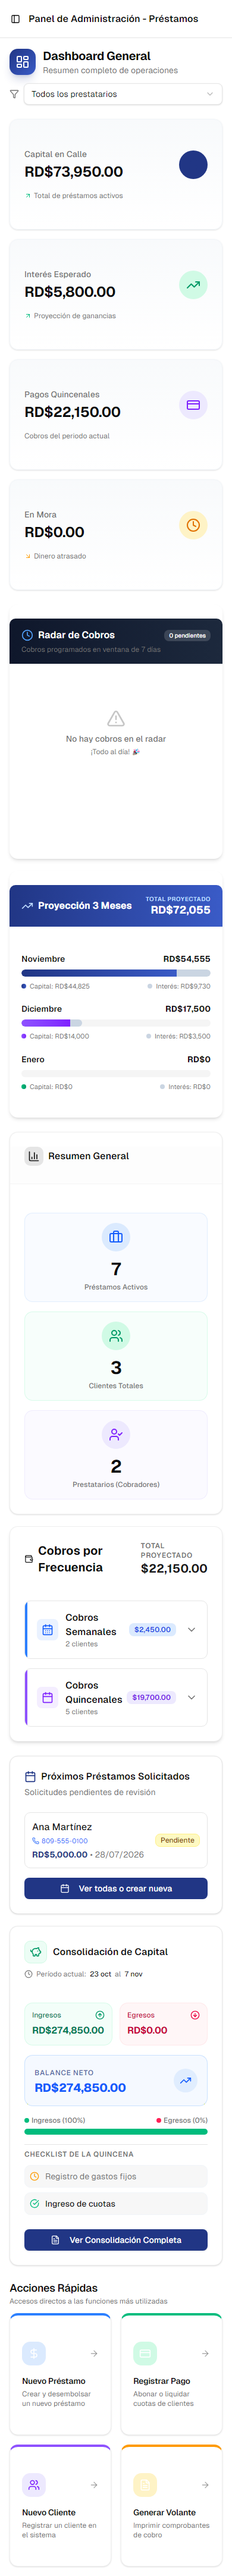 Panel de Administración - Préstamos
Dashboard General
Resumen completo de operaciones
Todos los prestatarios
Capital en Calle
RD$73,950.00
Total de préstamos activos
Interés Esperado
RD$5,800.00
Proyección de ganancias
Pagos Quincenales
RD$22,150.00
Cobros del periodo actual
En Mora
RD$0.00
Dinero atrasado
Radar de Cobros
0 pendientes
Cobros programados en ventana de 7 días
No hay cobros en el radar
¡Todo al día! 🎉
Proyección 3 Meses
TOTAL PROYECTADO
RD$72,055
Noviembre RD$54,555
Capital: RD$44,825 Interés: RD$9,730
Diciembre RD$17,500
Capital: RD$14,000 Interés: RD$3,500
Enero RD$0
Capital: RD$0 Interés: RD$0
Resumen General
7
Préstamos Activos
3
Clientes Totales
2
Prestatarios (Cobradores)
Cobros por
Frecuencia
TOTAL
PROYECTADO
$22,150.00
Cobros
Semanales
$2,450.00
2 clientes
Cobros
Quincenales
$19,700.00
5 clientes
Próximos Préstamos Solicitados
Solicitudes pendientes de revisión
Ana Martínez
809-555-0100
Pendiente
RD$5,000.00 • 28/07/2026
Ver todas o crear nueva
Consolidación de Capital
Periodo actual: 23 oct al 7 nov
Ingresos
RD$274,850.00
Egresos
RD$0.00
BALANCE NETO
RD$274,850.00
Ingresos (100%) Egresos (0%)
CHECKLIST DE LA QUINCENA
Registro de gastos fijos
Ingreso de cuotas
Ver Consolidación Completa
Acciones Rápidas
Accesos directos a las funciones más utilizadas
Nuevo Préstamo
Crear y desembolsar
un nuevo préstamo
Registrar Pago
Abonar o liquidar
cuotas de clientes
Nuevo Cliente
Registrar un cliente en
el sistema
Generar Volante
Imprimir comprobantes
de cobro